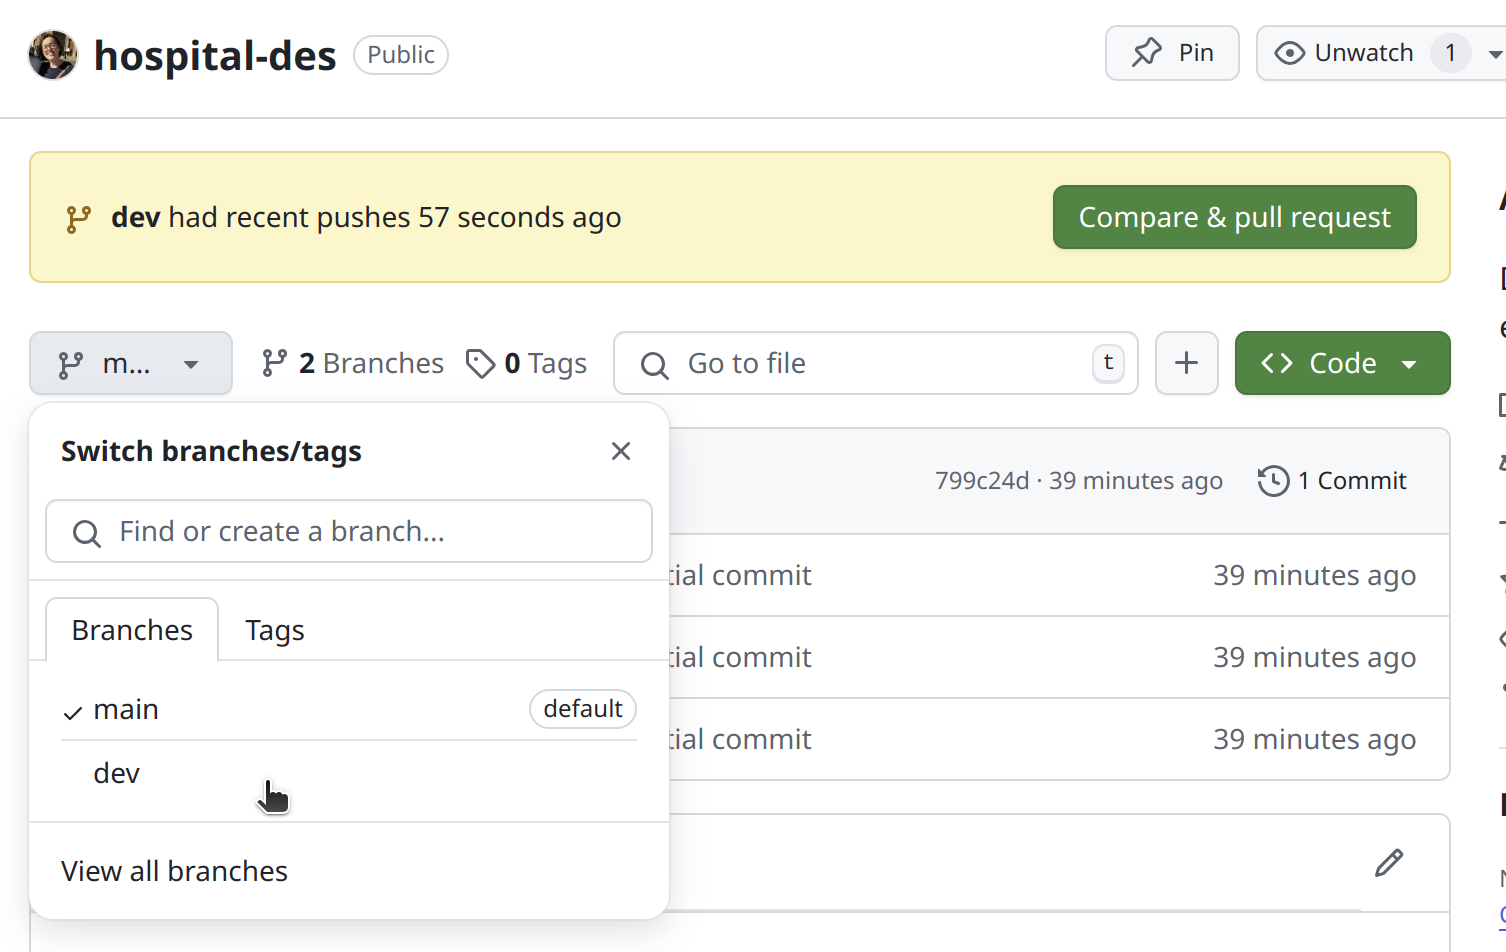 hospital-des Public Pin Unwatch 1
dev had recent pushes 57 seconds ago Compare & pull request
m... 2 Branches 0 Tags Go to file t Code
Switch branches/tags
799c24d · 39 minutes ago 1 Commit
Find or create a branch...
tial commit 39 minutes ago
Branches Tags
tial commit 39 minutes ago
main default
tial commit 39 minutes ago
dev
View all branches